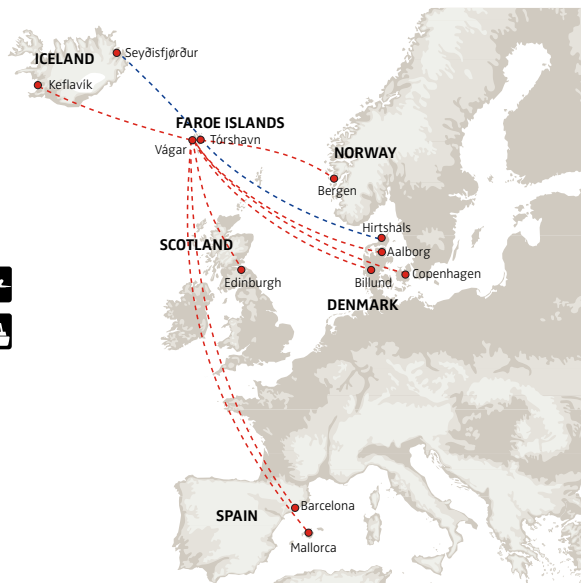 Seyðisfjørður
ICELAND
Keflavík
FAROE ISLANDS
Tórshavn
Vágar
NORWAY
Bergen
Hirtshals
SCOTLAND
Aalborg
Edinburgh
Billund
Copenhagen
DENMARK
Barcelona
SPAIN
Mallorca